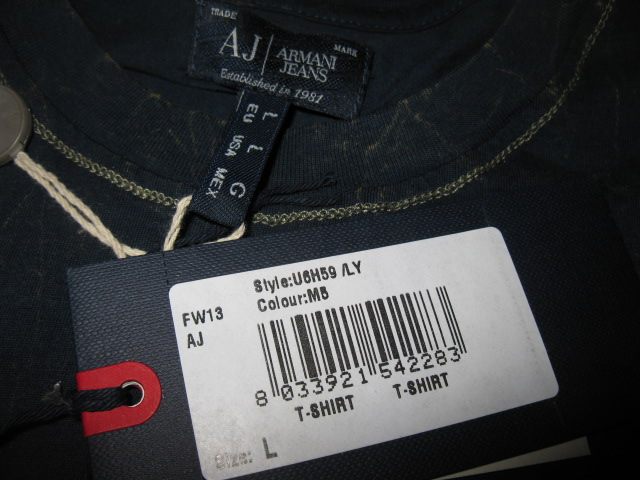 TRADE MARK
AJ | ARMANI
JEANS
Established in 1981
L L G
EU USA MEX
Style:U6H59 /LY
Colour:M5
FW13
AJ
8 033921 542283
T-SHIRT T-SHIRT
Size: L